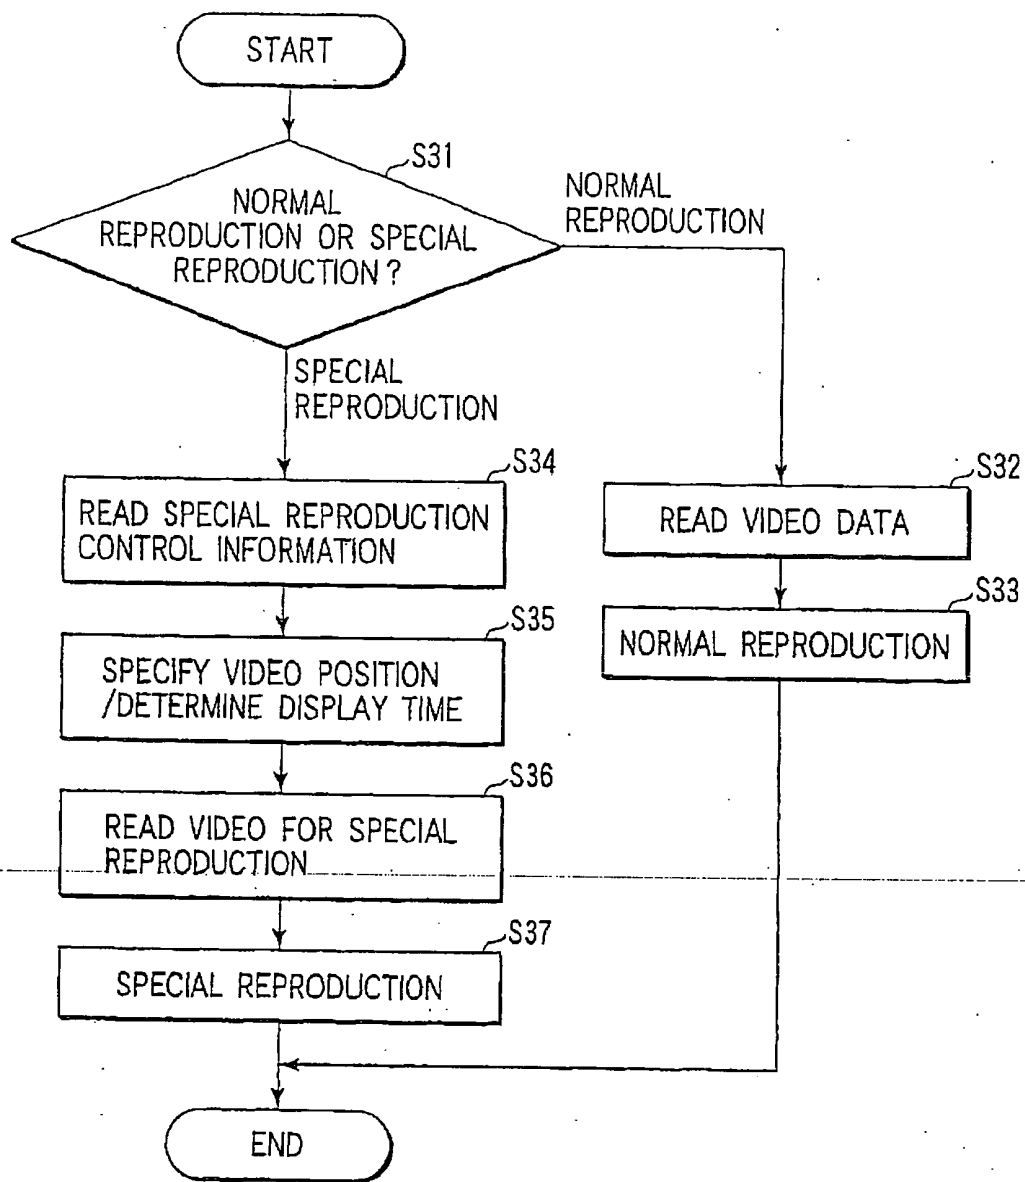 START
S31
NORMAL
REPRODUCTION OR SPECIAL
REPRODUCTION?
NORMAL
REPRODUCTION
SPECIAL
REPRODUCTION
S34
READ SPECIAL REPRODUCTION
CONTROL INFORMATION
S32
READ VIDEO DATA
S33
NORMAL REPRODUCTION
S35
SPECIFY VIDEO POSITION
/DETERMINE DISPLAY TIME
S36
READ VIDEO FOR SPECIAL
REPRODUCTION
S37
SPECIAL REPRODUCTION
END